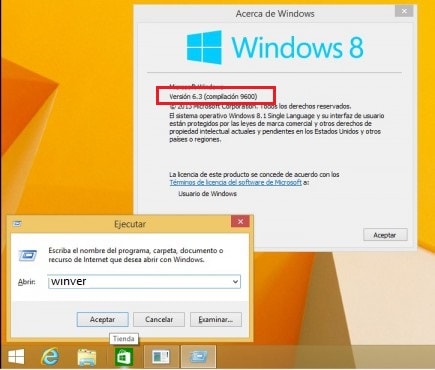 Acerca de Windows
Windows 8
Microsoft Windows
Versión 6.3 (compilación 9600)
© 2013 Microsoft Corporation. Todos los derechos reservados.
El sistema operativo Windows 8.1 Single Language y su interfaz de usuario
están protegidos por las leyes de marca comercial y otros derechos de
propiedad intelectual actuales y pendientes en los Estados Unidos y otros
países o regiones.
La licencia de este producto se concede de acuerdo con los
Términos de licencia del software de Microsoft a:
Usuario de Windows
Aceptar
Ejecutar
Escriba el nombre del programa, carpeta, documento o
recurso de Internet que desea abrir con Windows.
Abrir:
winver
Aceptar
Cancelar
Examinar...
Tienda